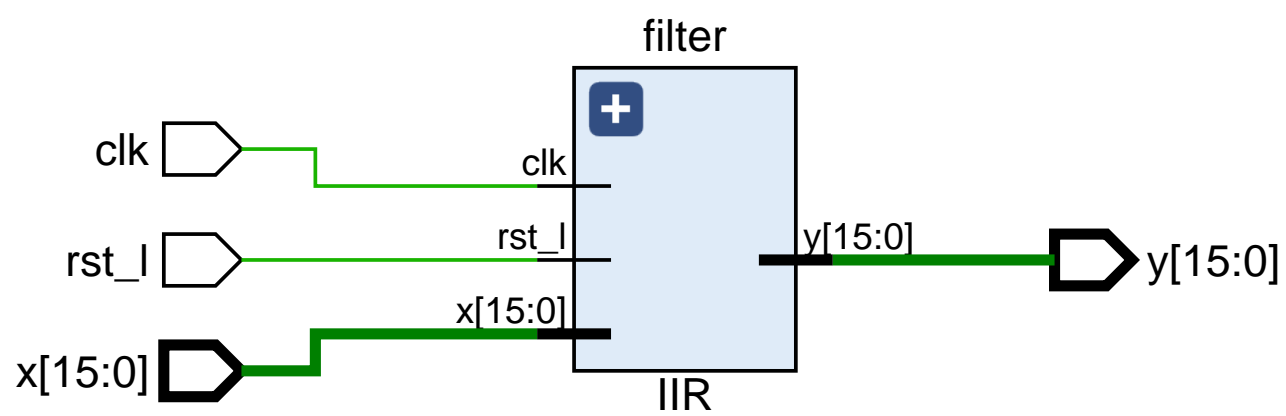 filter
clk
clk
rst_l
rst_l
x[15:0]
x[15:0]
y[15:0]
y[15:0]
IIR